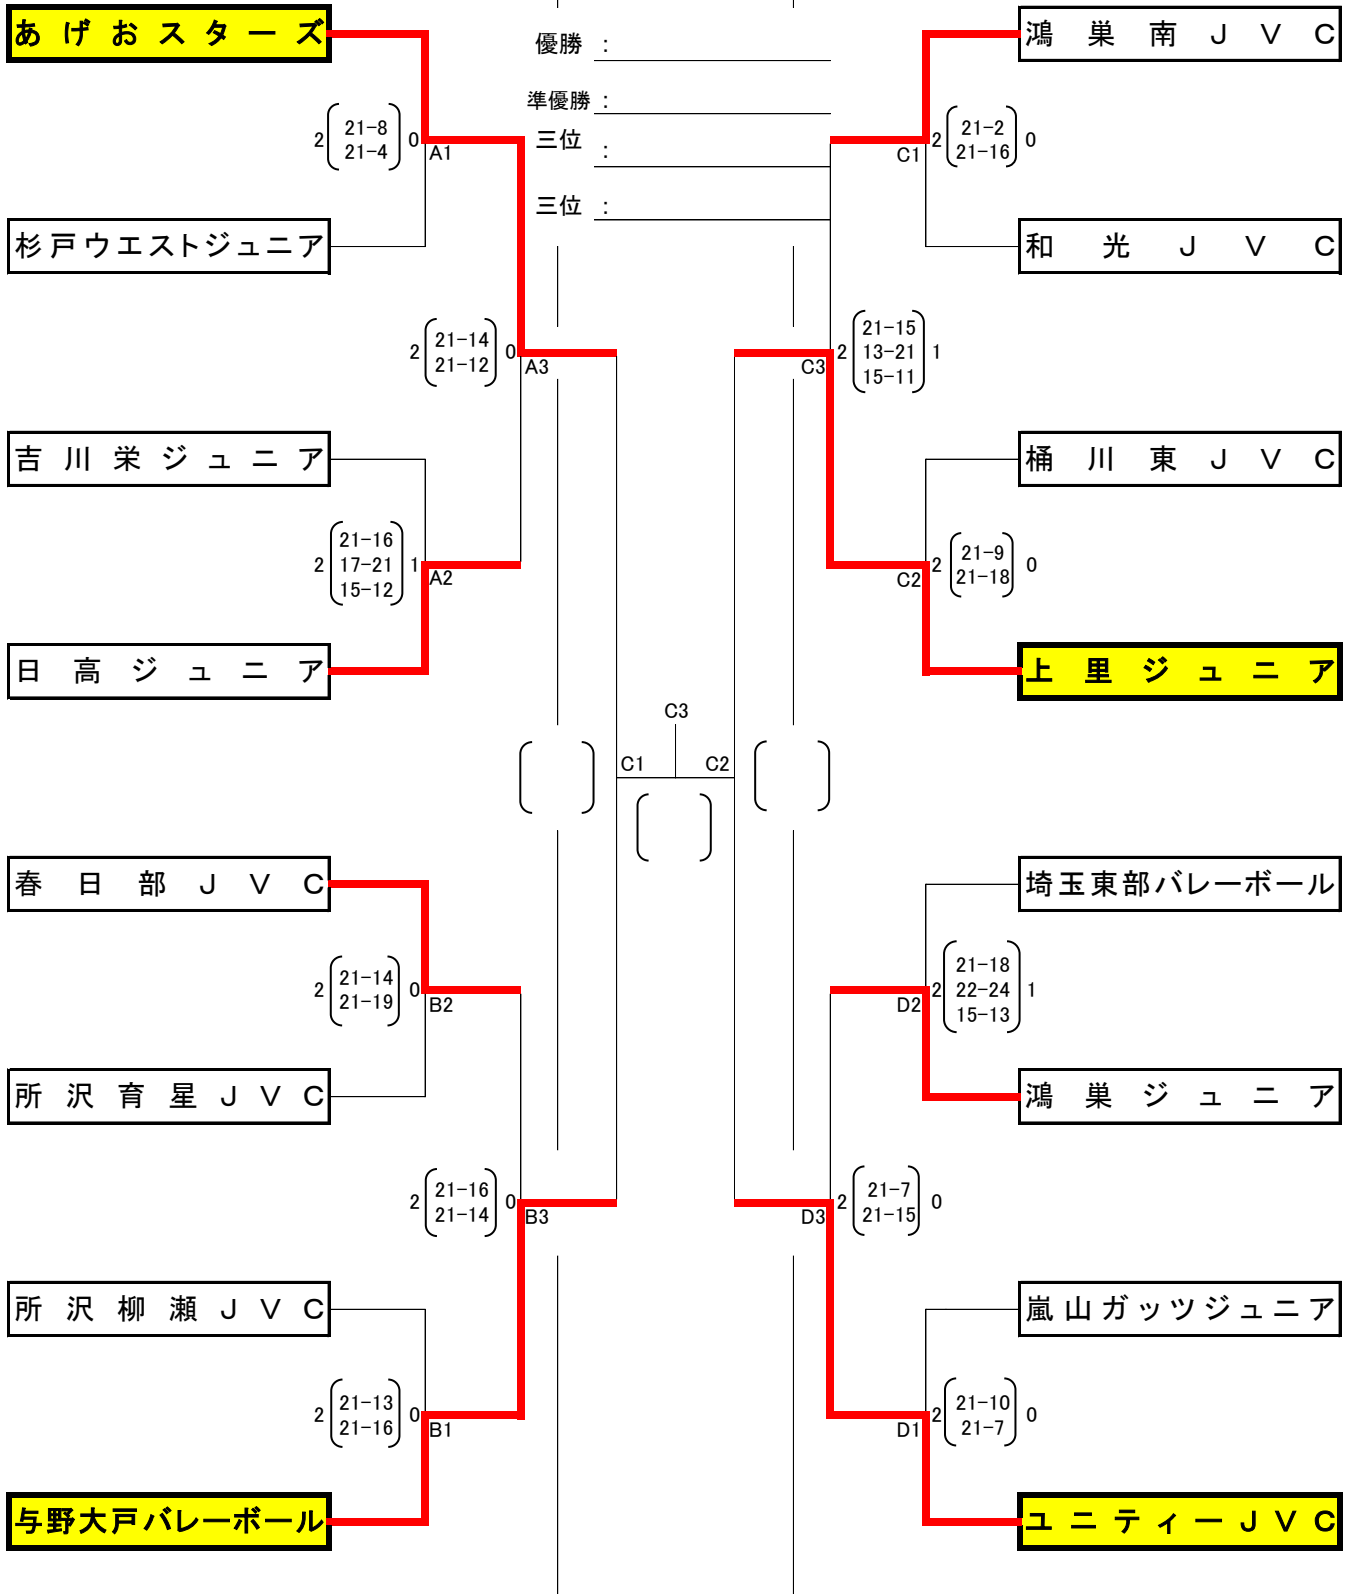 あげおスターズ
優勝 :
鴻巣南JVC
準優勝 :
2 21-8 0
21-4
A1
三位 :
C1
2 21-2 0
21-16
三位 :
杉戸ウエストジュニア
和光JVC
2 21-14 0
21-12
A3
C3
21-15
2 13-21 1
15-11
吉川栄ジュニア
桶川東JVC
21-16
2 17-21 1
15-12
A2
C2
2 21-9 0
21-18
日高ジュニア
上里ジュニア
C3
C1
C2
春日部JVC
埼玉東部バレーボール
2 21-14 0
21-19
B2
D2
21-18
2 22-24 1
15-13
所沢育星JVC
鴻巣ジュニア
2 21-16 0
21-14
B3
D3
2 21-7 0
21-15
所沢柳瀬JVC
嵐山ガッツジュニア
2 21-13 0
21-16
B1
D1
2 21-10 0
21-7
与野大戸バレーボール
ユニティーJVC